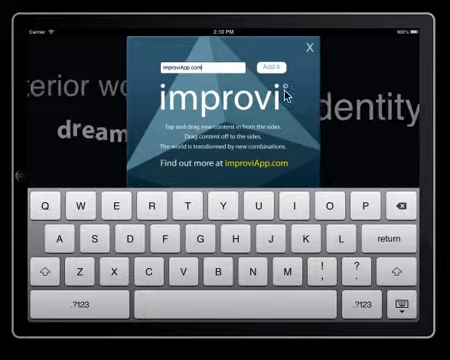 Carrier 2:10 PM 100%
X
improviApp.com Add it
terior wo
improvi
dentity
dream
Tap and drag new content in from the sides.
Drag content off to the sides.
The world is transformed by new combinations.
Find out more at improviApp.com
Q W E R T Y U I O P
A S D F G H J K L return
Z X C V B N M ! , ? .
.?123 .?123